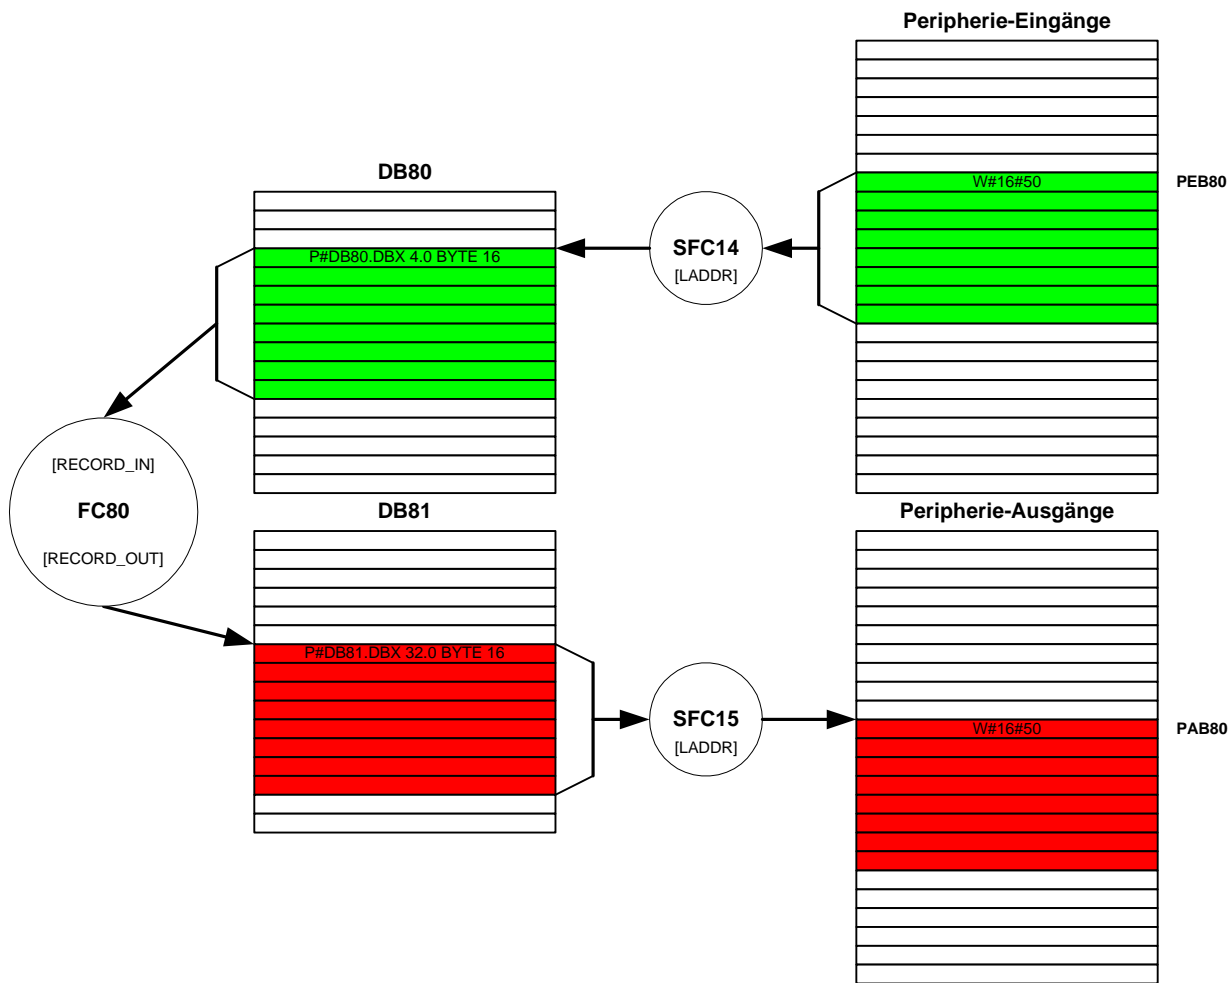 Peripherie-Eingänge
DB80
W#16#50
PEB80
SFC14
[LADDR]
P#DB80.DBX 4.0 BYTE 16
[RECORD_IN]
FC80
[RECORD_OUT]
DB81
Peripherie-Ausgänge
P#DB81.DBX 32.0 BYTE 16
SFC15
[LADDR]
W#16#50
PAB80